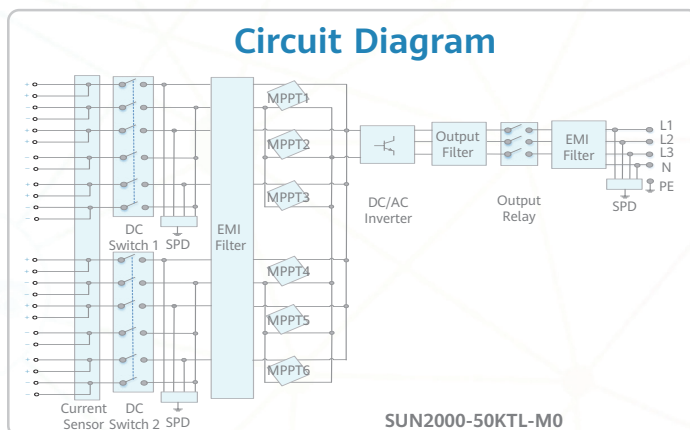 Circuit Diagram
MPPT1
MPPT2
MPPT3
MPPT4
MPPT5
MPPT6
DC
Switch 1
SPD
EMI
Filter
DC/AC
Inverter
Output
Filter
Output
Relay
EMI
Filter
L1
L2
L3
N
PE
SPD
Current
Sensor
DC
Switch 2
SPD
SUN2000-50KTL-M0